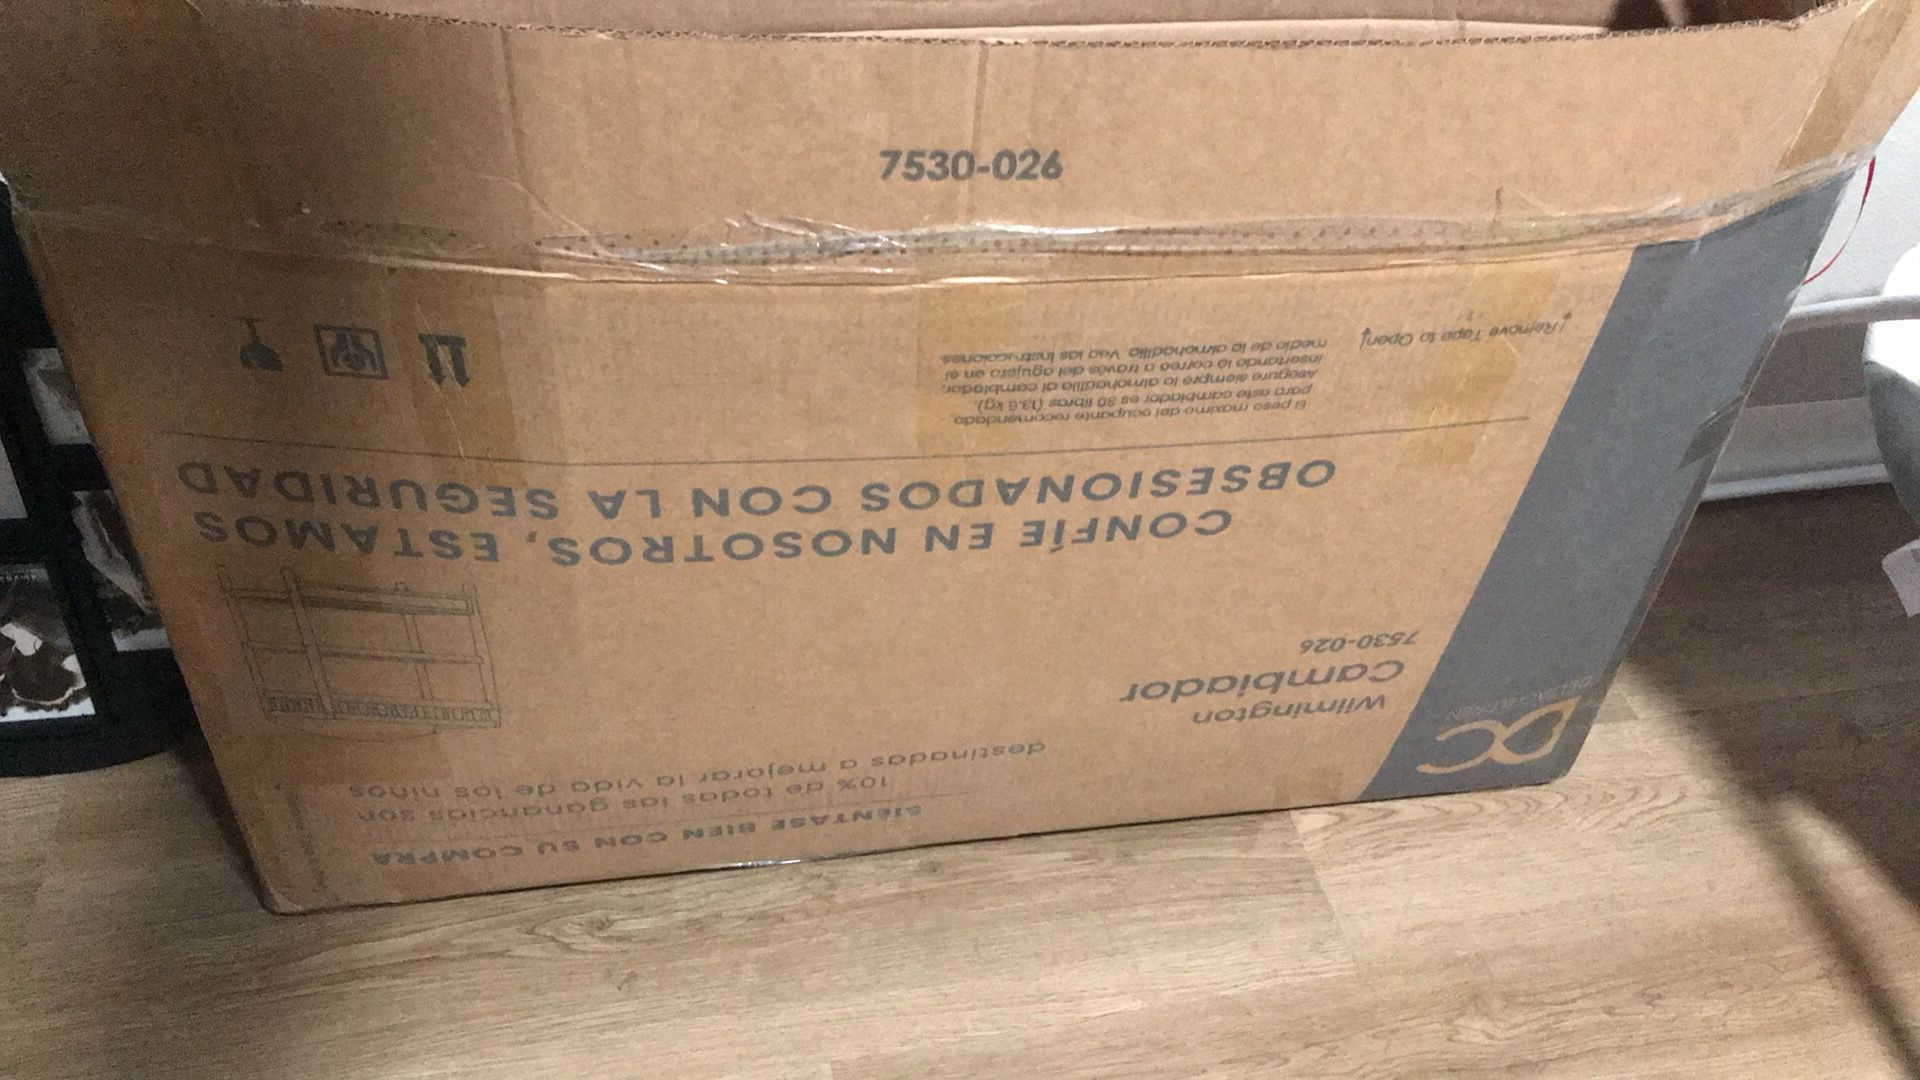 7530-026
DELTA CHILDREN
Wilmington
Cambiador
7530-026
SIÉNTASE BIEN CON SU COMPRA
10% de todas las ganancias son
destinadas a mejorar la vida de los niños
CONFÍE EN NOSOTROS, ESTAMOS
OBSESIONADOS CON LA SEGURIDAD
El peso máximo del ocupante recomendado
para este cambiador es 30 libras (13.6 kg).
Asegure siempre la almohadilla al cambiador,
insertando la correa a través del agujero en el
medio de la almohadilla. Vea las instrucciones
Remove Tape to Open